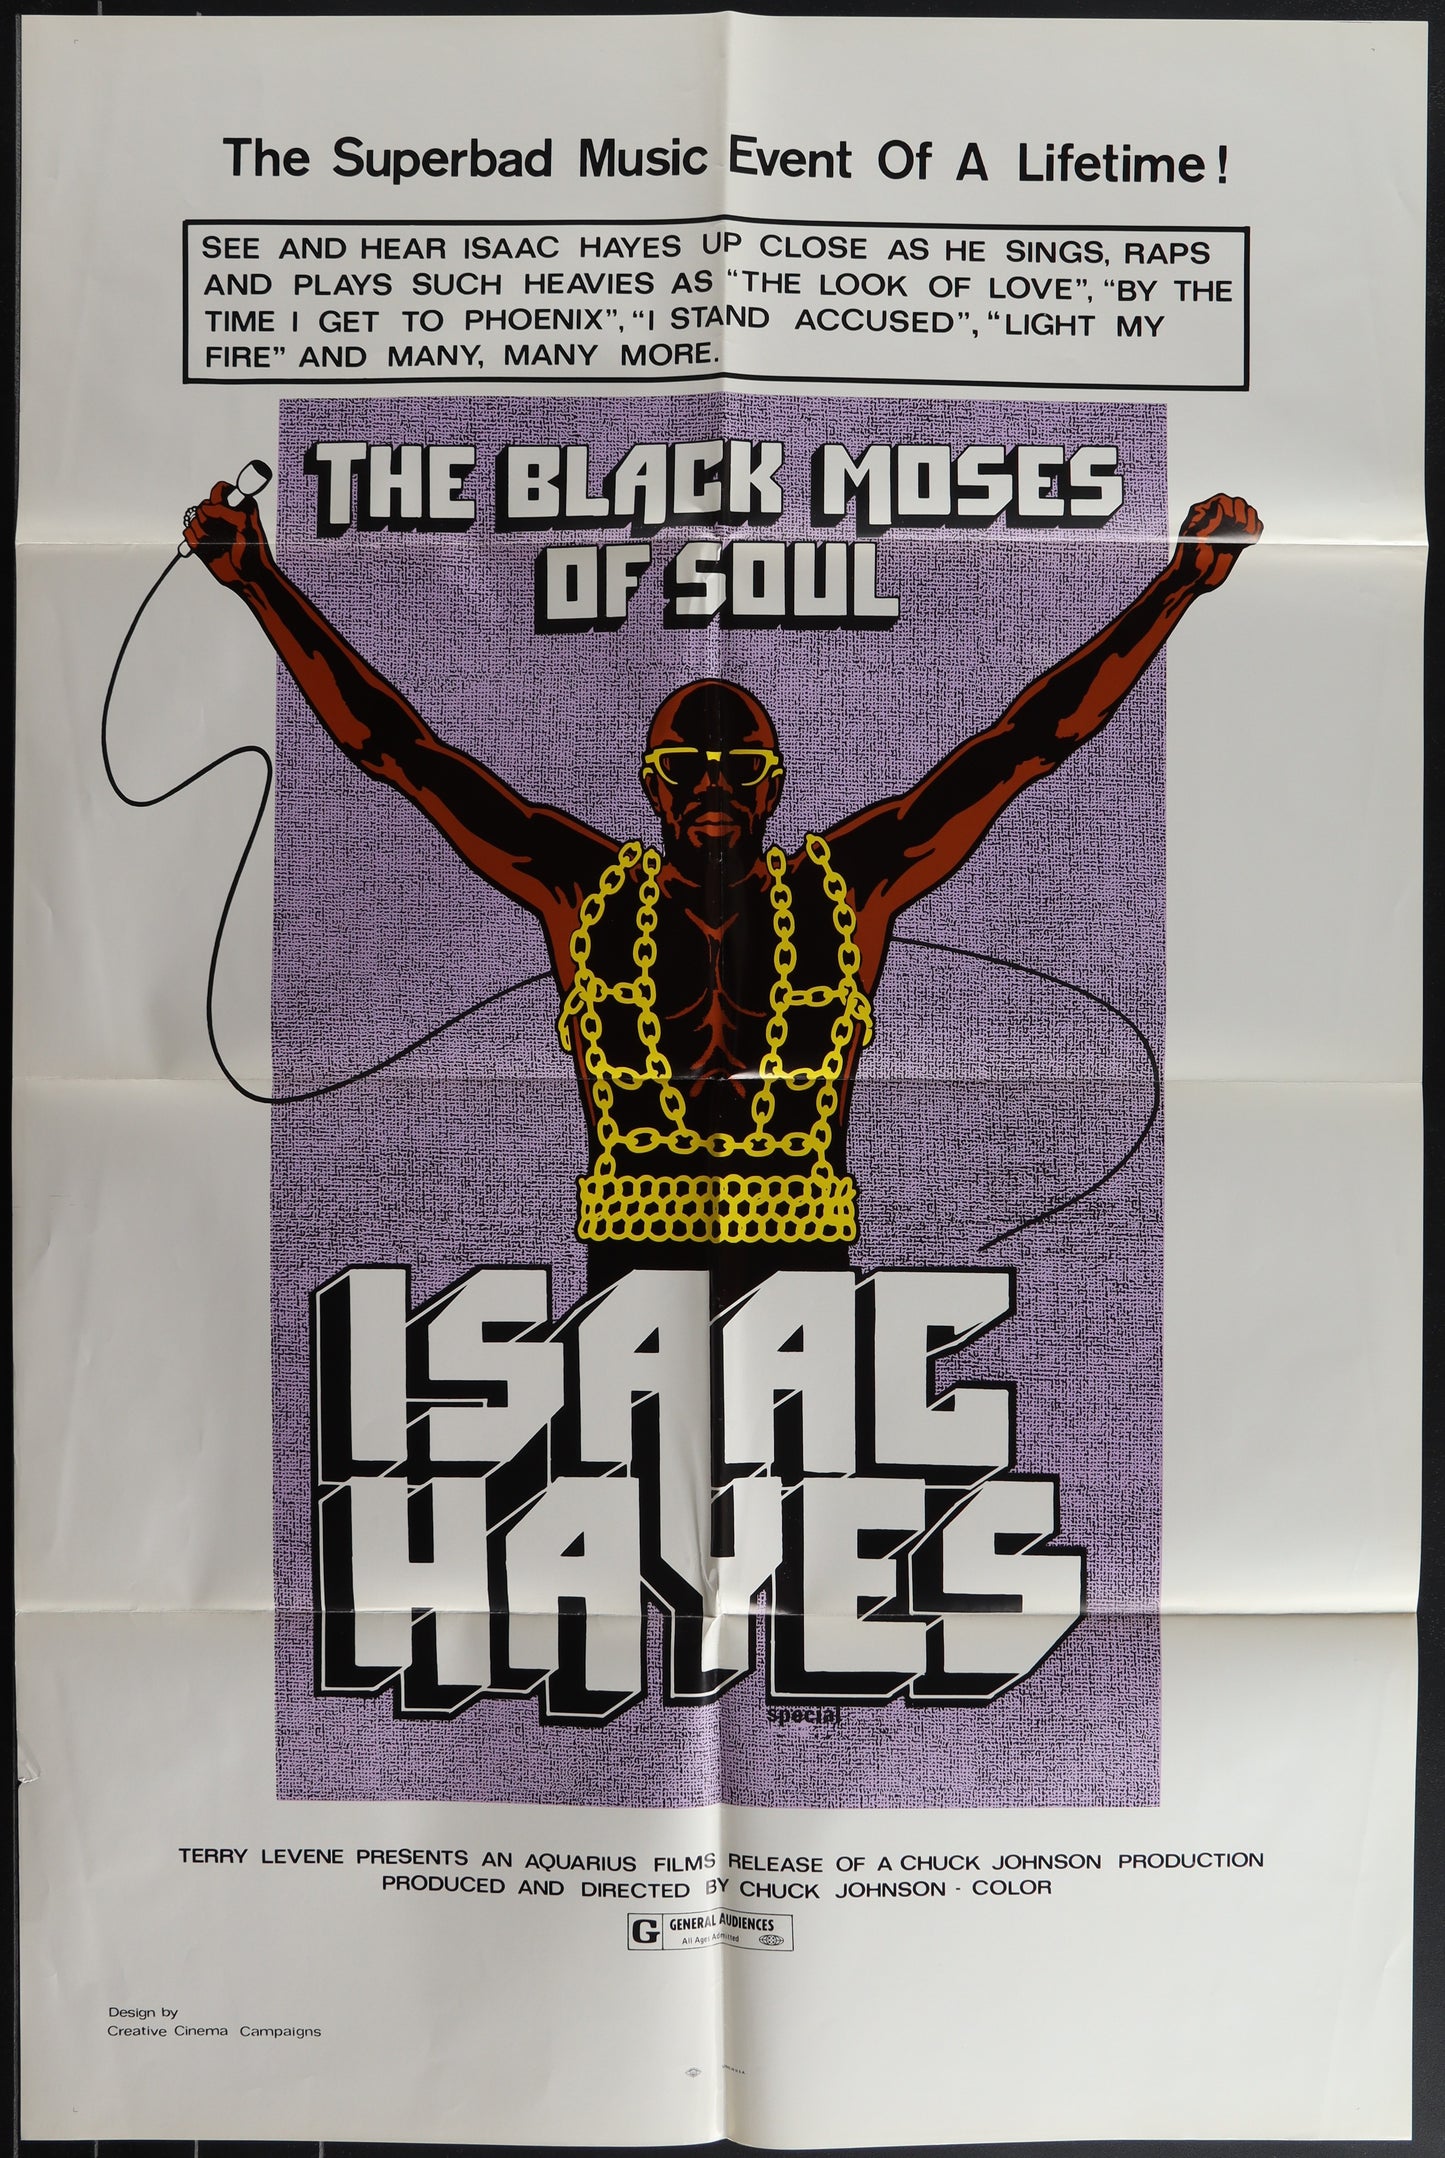 The Superbad Music Event Of A Lifetime!
SEE AND HEAR ISAAC HAYES UP CLOSE AS HE SINGS, RAPS
AND PLAYS SUCH HEAVIES AS "THE LOOK OF LOVE", "BY THE
TIME I GET TO PHOENIX", "I STAND ACCUSED", "LIGHT MY
FIRE" AND MANY, MANY MORE.
THE BLACK MOSES
OF SOUL
ISAAC
HAYES
special
TERRY LEVENE PRESENTS AN AQUARIUS FILMS RELEASE OF A CHUCK JOHNSON PRODUCTION
PRODUCED AND DIRECTED BY CHUCK JOHNSON - COLOR
G GENERAL AUDIENCES
All Ages Admitted
Design by
Creative Cinema Campaigns